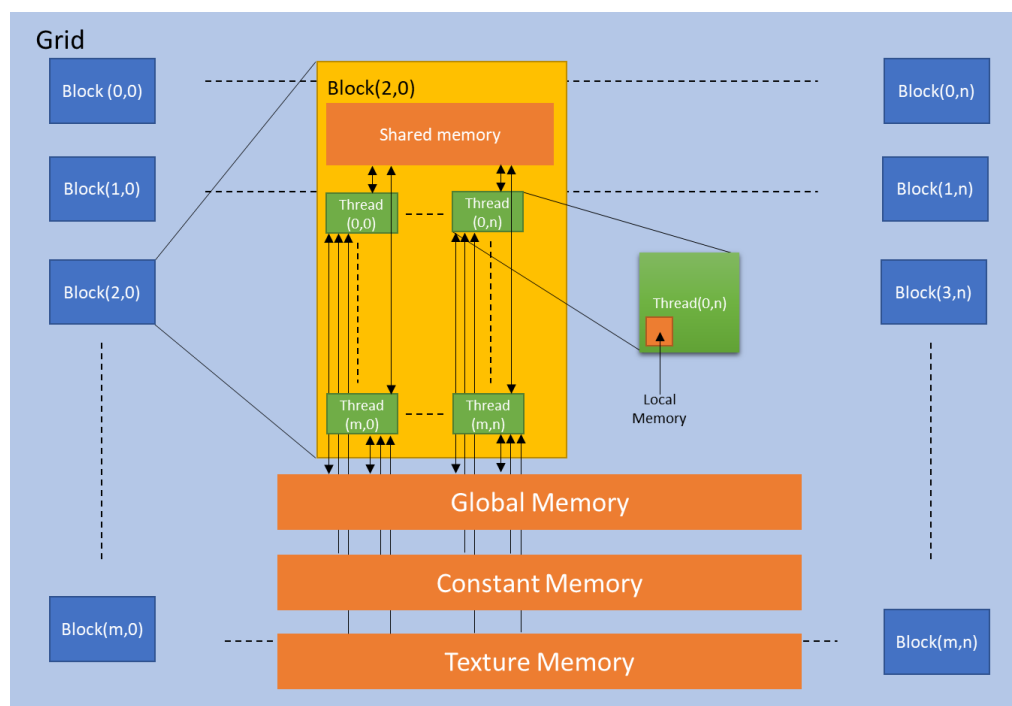 Grid
Block (0,0)
Block(2,0)
Block(0,n)
Shared memory
Block(1,0)
Block(1,n)
Thread
(0,0)
Thread
(0,n)
Block(2,0)
Block(3,n)
Thread(0,n)
Local
Memory
Thread
(m,0)
Thread
(m,n)
Global Memory
Constant Memory
Block(m,0)
Block(m,n)
Texture Memory